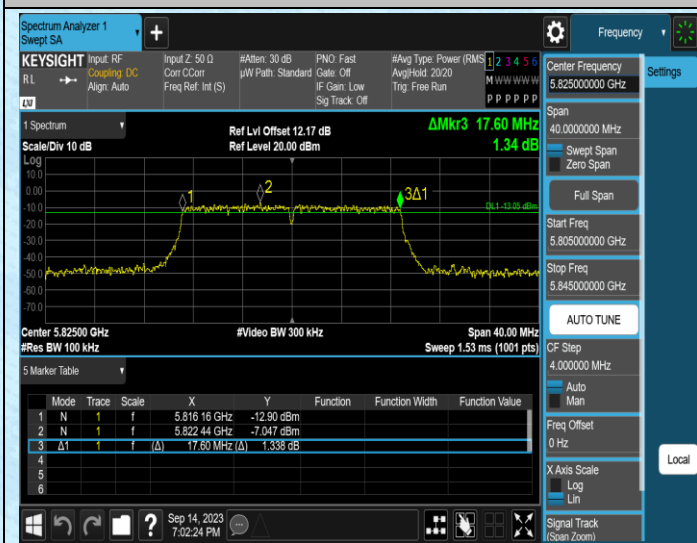 Spectrum Analyzer 1
Swept SA
Frequency
KEYSIGHT
RL
LXI
Input: RF
Coupling: DC
Align: Auto
Input Z: 50 Ω
Corr CCorr
Freq Ref: Int (S)
#Atten: 30 dB
µW Path: Standard
PNO: Fast
Gate: Off
IF Gain: Low
Sig Track: Off
#Avg Type: Power (RMS
Avg|Hold: 20/20
Trig: Free Run
1 2 3 4 5 6
M W W W W W
P P P P P P
1 Spectrum
Scale/Div 10 dB
Ref Lvl Offset 12.17 dB
Ref Level 20.00 dBm
ΔMkr3 17.60 MHz
1.34 dB
Log
10.0
0.00
-10.0
-20.0
-30.0
-40.0
-50.0
-60.0
-70.0
1
2
3Δ1
DL1 -13.05 dBm
Center 5.82500 GHz
#Res BW 100 kHz
#Video BW 300 kHz
Span 40.00 MHz
Sweep 1.53 ms (1001 pts)
5 Marker Table
Mode Trace Scale X Y Function Function Width Function Value
1 N 1 f 5.816 16 GHz -12.90 dBm
2 N 1 f 5.822 44 GHz -7.047 dBm
3 Δ1 1 f (Δ) 17.60 MHz (Δ) 1.338 dB
4
5
6
Sep 14, 2023
7:02:24 PM
Center Frequency
5.825000000 GHz
Span
40.0000000 MHz
Swept Span
Zero Span
Full Span
Start Freq
5.805000000 GHz
Stop Freq
5.845000000 GHz
AUTO TUNE
CF Step
4.000000 MHz
Auto
Man
Freq Offset
0 Hz
X Axis Scale
Log
Lin
Signal Track
(Span Zoom)
Settings
Local